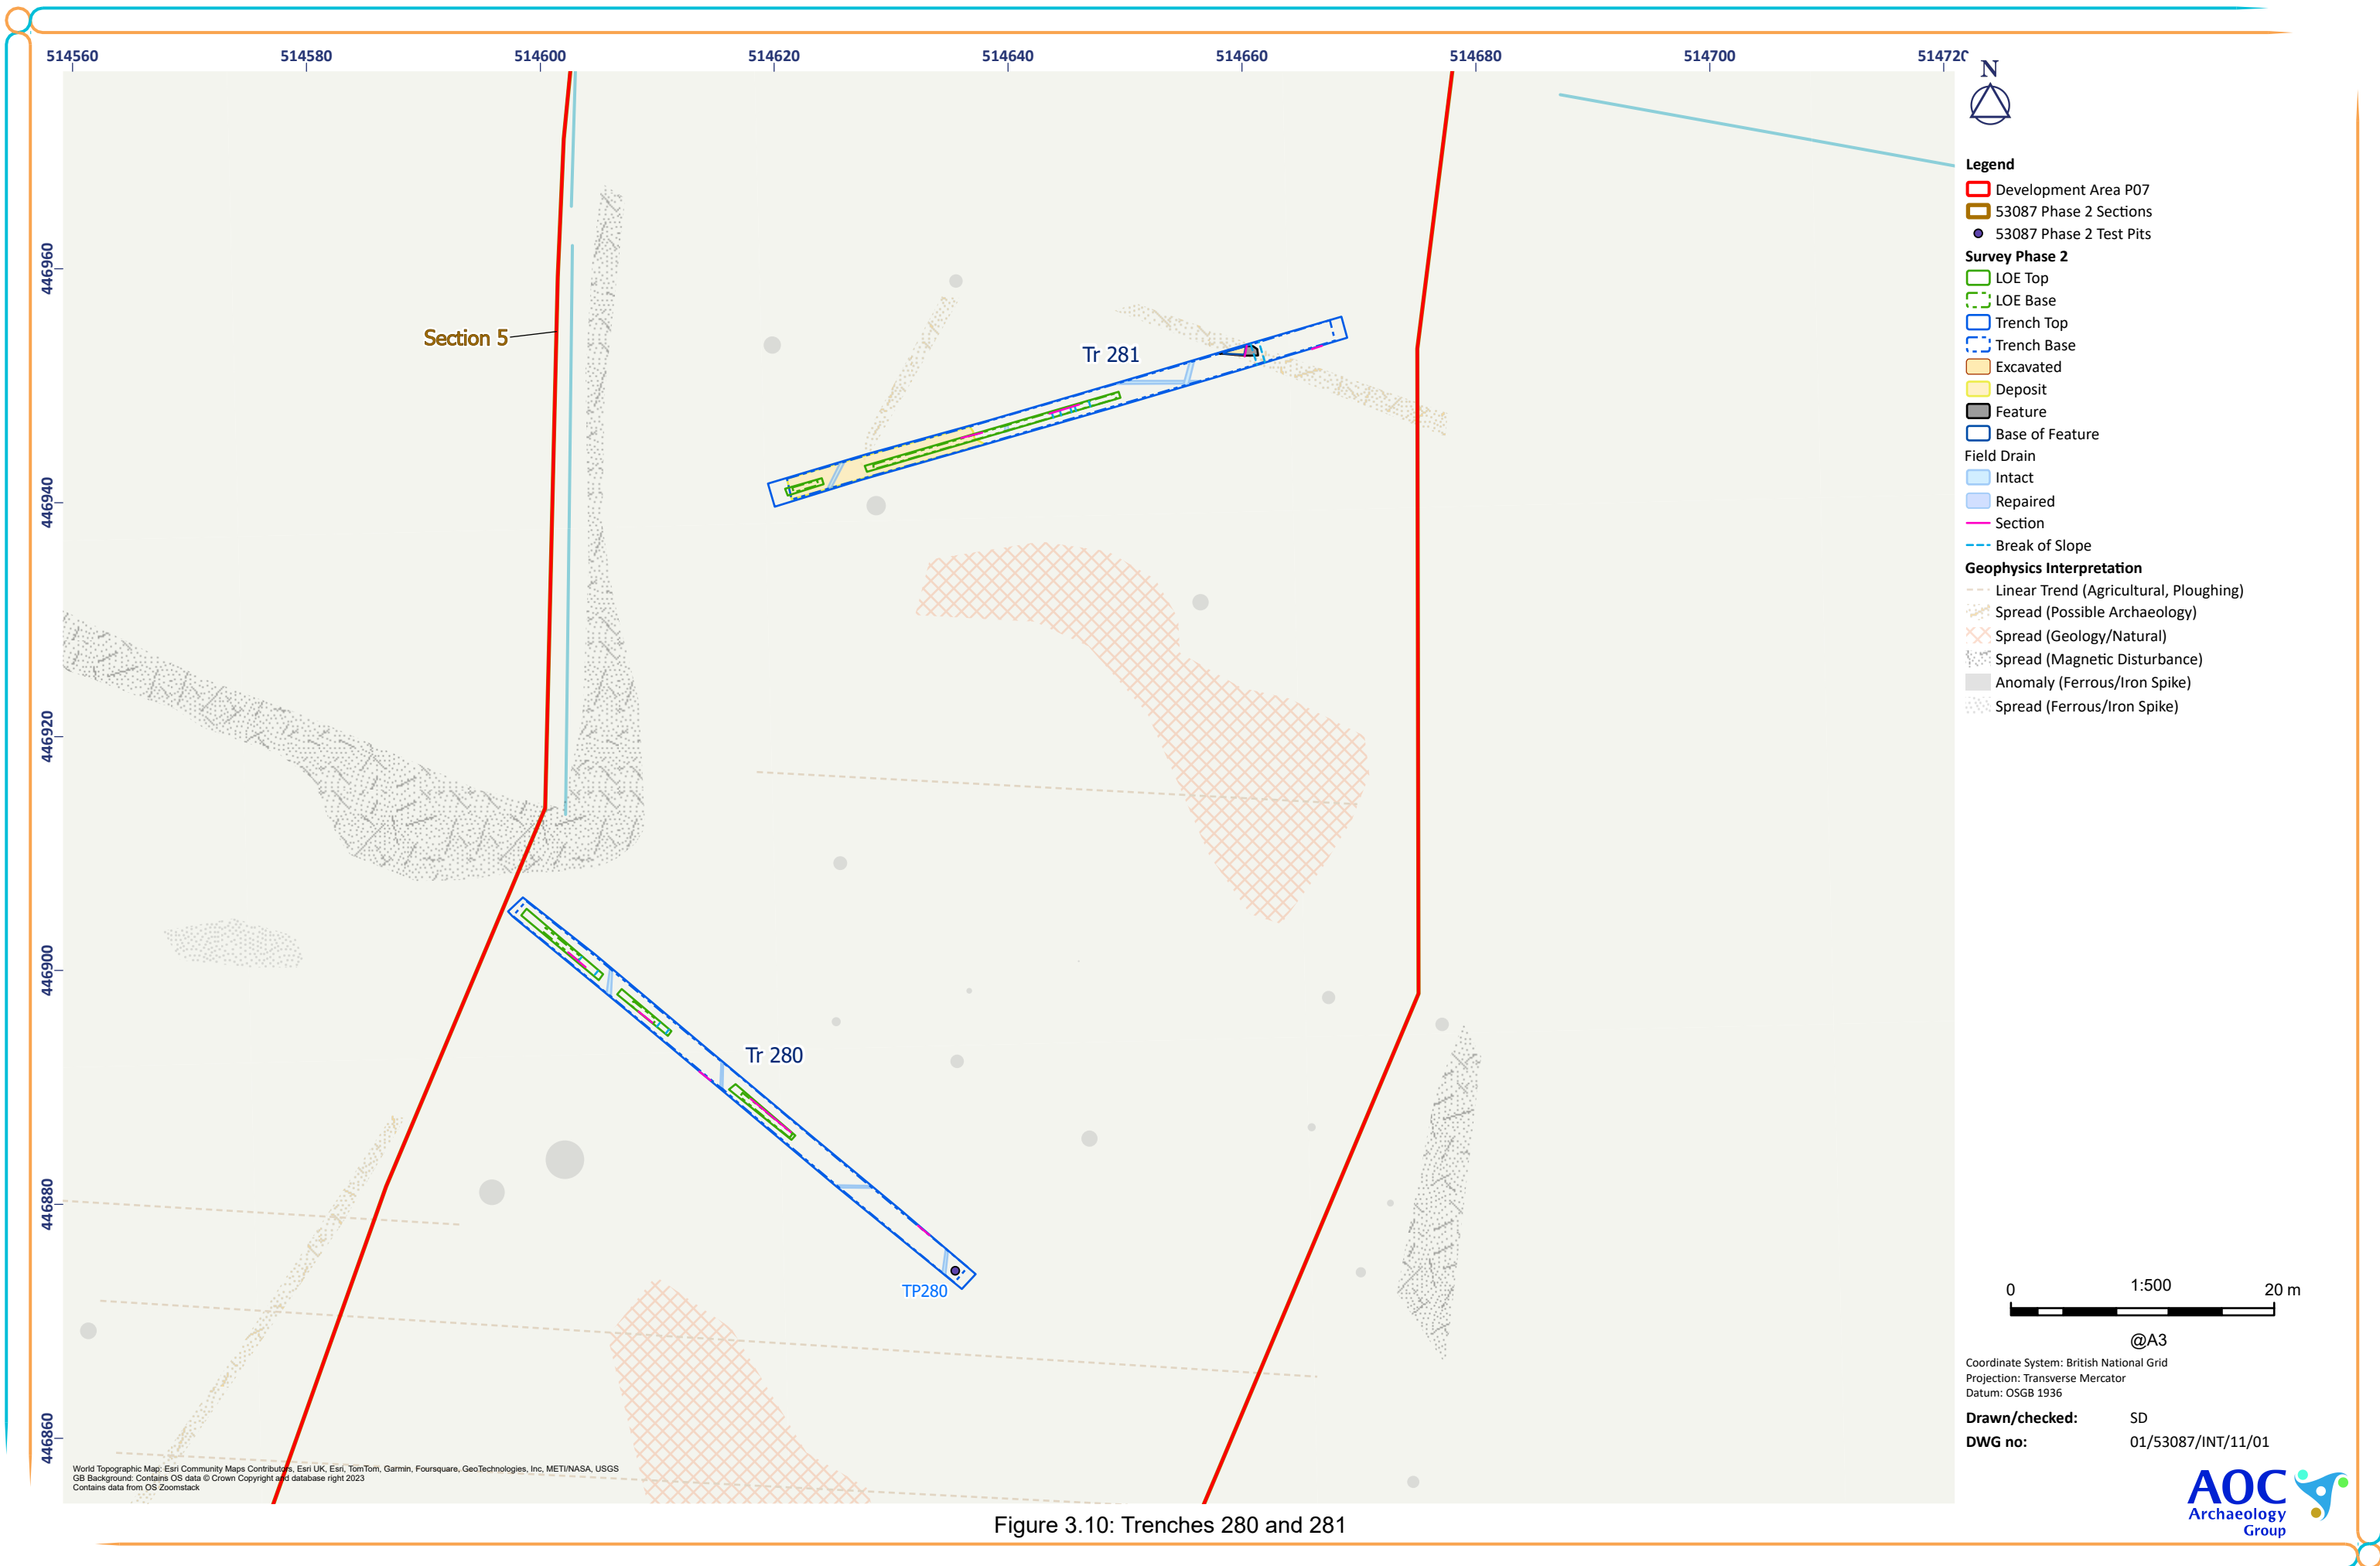 514560 514580 514600 514620 514640 514660 514680 514700 51472
N
446960
446940
446920
446900
446880
446860
Section 5
Tr 281
Tr 280
TP280
Legend
Development Area P07
53087 Phase 2 Sections
53087 Phase 2 Test Pits
Survey Phase 2
LOE Top
LOE Base
Trench Top
Trench Base
Excavated
Deposit
Feature
Base of Feature
Field Drain
Intact
Repaired
Section
Break of Slope
Geophysics Interpretation
Linear Trend (Agricultural, Ploughing)
Spread (Possible Archaeology)
Spread (Geology/Natural)
Spread (Magnetic Disturbance)
Anomaly (Ferrous/Iron Spike)
Spread (Ferrous/Iron Spike)
0 1:500 20 m
@A3
Coordinate System: British National Grid
Projection: Transverse Mercator
Datum: OSGB 1936
Drawn/checked: SD
DWG no: 01/53087/INT/11/01
World Topographic Map: Esri Community Maps Contributors, Esri UK, Esri, TomTom, Garmin, Foursquare, GeoTechnologies, Inc, METI/NASA, USGS
GB Background: Contains OS data © Crown Copyright and database right 2023
Contains data from OS Zoomstack
AOC
Archaeology
Group
Figure 3.10: Trenches 280 and 281